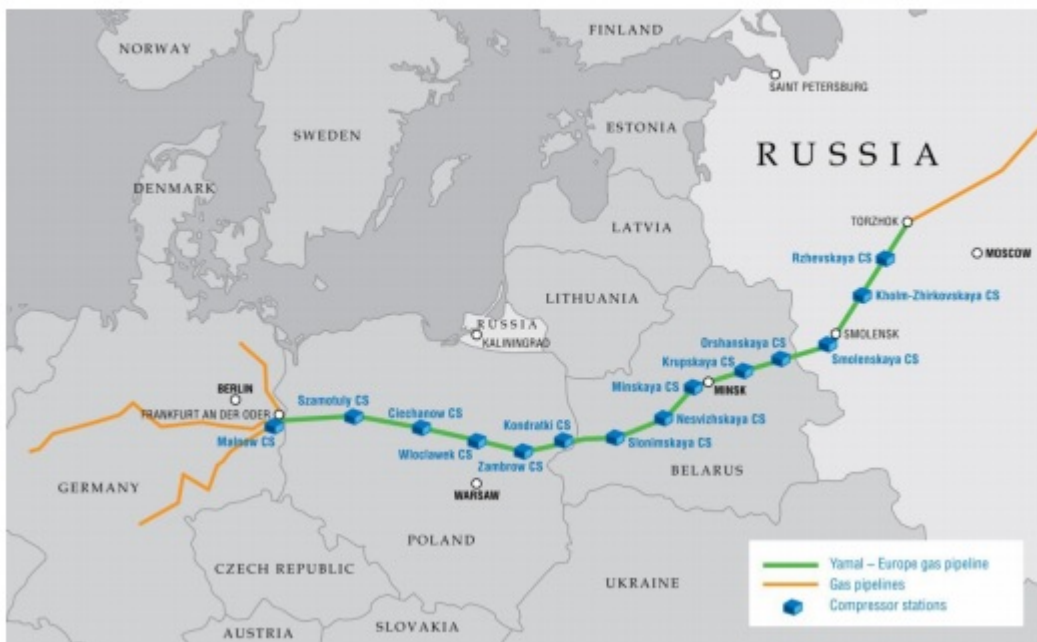 NORWAY
FINLAND
SAINT PETERSBURG
SWEDEN
ESTONIA
RUSSIA
DENMARK
LATVIA
TORZHOK
MOSCOW
Rzhevskaya CS
LITHUANIA
Kholm-Zhirkovskaya CS
RUSSIA
KALININGRAD
SMOLENSK
Orshanskaya CS
Smolenskaya CS
Krupskaya CS
Minskaya CS
MINSK
BERLIN
Szamotuly CS
FRANKFURT AN DER ODER
Ciechanow CS
Kondratki CS
Nesvizhskaya CS
Malnow CS
Wloclawek CS
Slonimskaya CS
Zambrow CS
BELARUS
GERMANY
WARSAW
POLAND
CZECH REPUBLIC
UKRAINE
AUSTRIA
SLOVAKIA
Yamal – Europe gas pipeline
Gas pipelines
Compressor stations